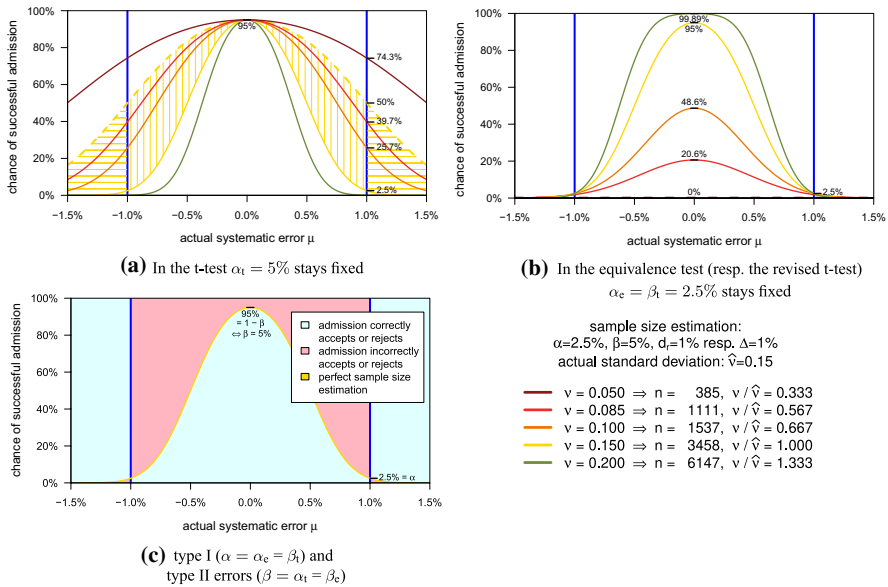 100%
80%
60%
40%
20%
0%
chance of successful admission
95%
74.3%
50%
39.7%
25.7%
2.5%
−1.5% −1.0% −0.5% 0.0% 0.5% 1.0% 1.5%
actual systematic error μ
(a) In the t-test αt = 5% stays fixed
100%
80%
60%
40%
20%
0%
chance of successful admission
99.89%
95%
48.6%
20.6%
0%
2.5%
−1.5% −1.0% −0.5% 0.0% 0.5% 1.0% 1.5%
actual systematic error μ
(b) In the equivalence test (resp. the revised t-test)
αe = βt = 2.5% stays fixed
100%
80%
60%
40%
20%
0%
chance of successful admission
95%
= 1 − β
⇔ β = 5%
admission correctly
accepts or rejects
admission incorrectly
accepts or rejects
perfect sample size
estimation
2.5% = α
−1.5% −1.0% −0.5% 0.0% 0.5% 1.0% 1.5%
actual systematic error μ
(c) type I (α = αe = βt) and
type II errors (β = αt = βe)
sample size estimation:
α=2.5%, β=5%, dr=1% resp. Δ=1%
actual standard deviation: ν̂=0.15
ν = 0.050 ⇒ n = 385, ν / ν̂ = 0.333
ν = 0.085 ⇒ n = 1111, ν / ν̂ = 0.567
ν = 0.100 ⇒ n = 1537, ν / ν̂ = 0.667
ν = 0.150 ⇒ n = 3458, ν / ν̂ = 1.000
ν = 0.200 ⇒ n = 6147, ν / ν̂ = 1.333